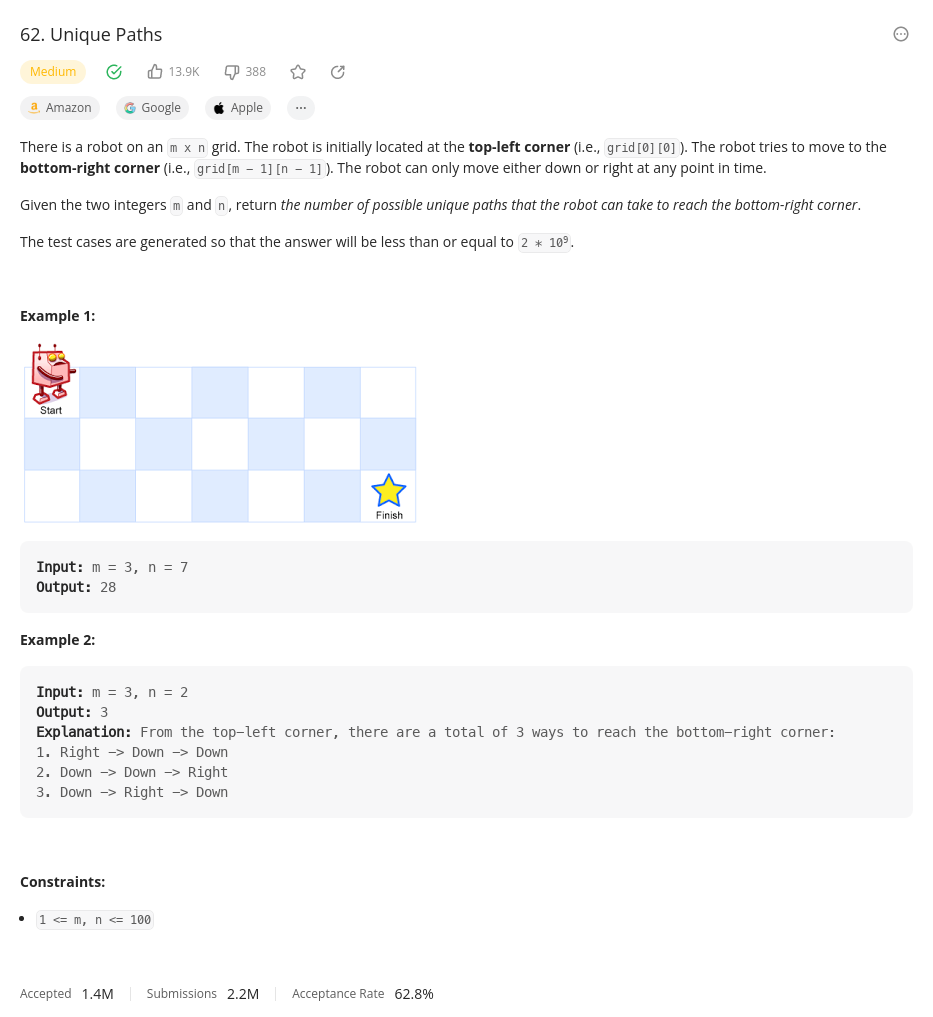 62. Unique Paths
Medium 13.9K 388
Amazon Google Apple ...
There is a robot on an m x n grid. The robot is initially located at the top-left corner (i.e., grid[0][0]). The robot tries to move to the
bottom-right corner (i.e., grid[m - 1][n - 1]). The robot can only move either down or right at any point in time.
Given the two integers m and n, return the number of possible unique paths that the robot can take to reach the bottom-right corner.
The test cases are generated so that the answer will be less than or equal to 2 * 10⁹.
Example 1:
Start
Finish
Input: m = 3, n = 7
Output: 28
Example 2:
Input: m = 3, n = 2
Output: 3
Explanation: From the top-left corner, there are a total of 3 ways to reach the bottom-right corner:
1. Right -> Down -> Down
2. Down -> Down -> Right
3. Down -> Right -> Down
Constraints:
• 1 <= m, n <= 100
Accepted 1.4M Submissions 2.2M Acceptance Rate 62.8%